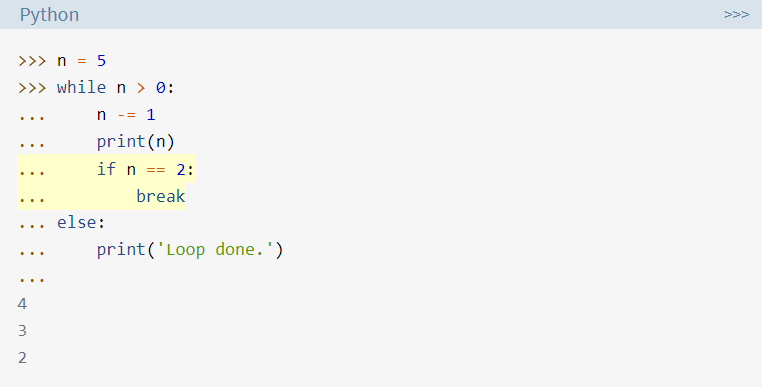 Python >>>
>>> n = 5
>>> while n > 0:
...     n -= 1
...     print(n)
...     if n == 2:
...         break
... else:
...     print('Loop done.')
...
4
3
2